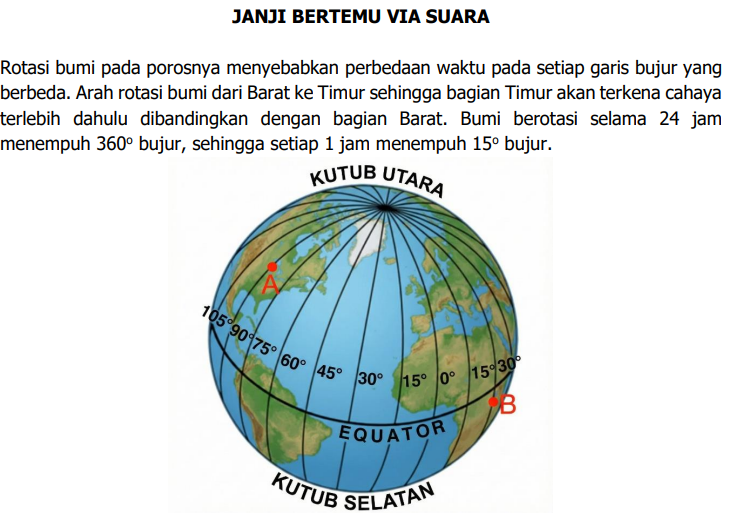 JANJI BERTEMU VIA SUARA
Rotasi bumi pada porosnya menyebabkan perbedaan waktu pada setiap garis bujur yang
berbeda. Arah rotasi bumi dari Barat ke Timur sehingga bagian Timur akan terkena cahaya
terlebih dahulu dibandingkan dengan bagian Barat. Bumi berotasi selama 24 jam
menempuh 360º bujur, sehingga setiap 1 jam menempuh 15º bujur.
KUTUB UTARA
A
105° 90° 75° 60° 45° 30° 15° 0° 15° 30°
B
EQUATOR
KUTUB SELATAN